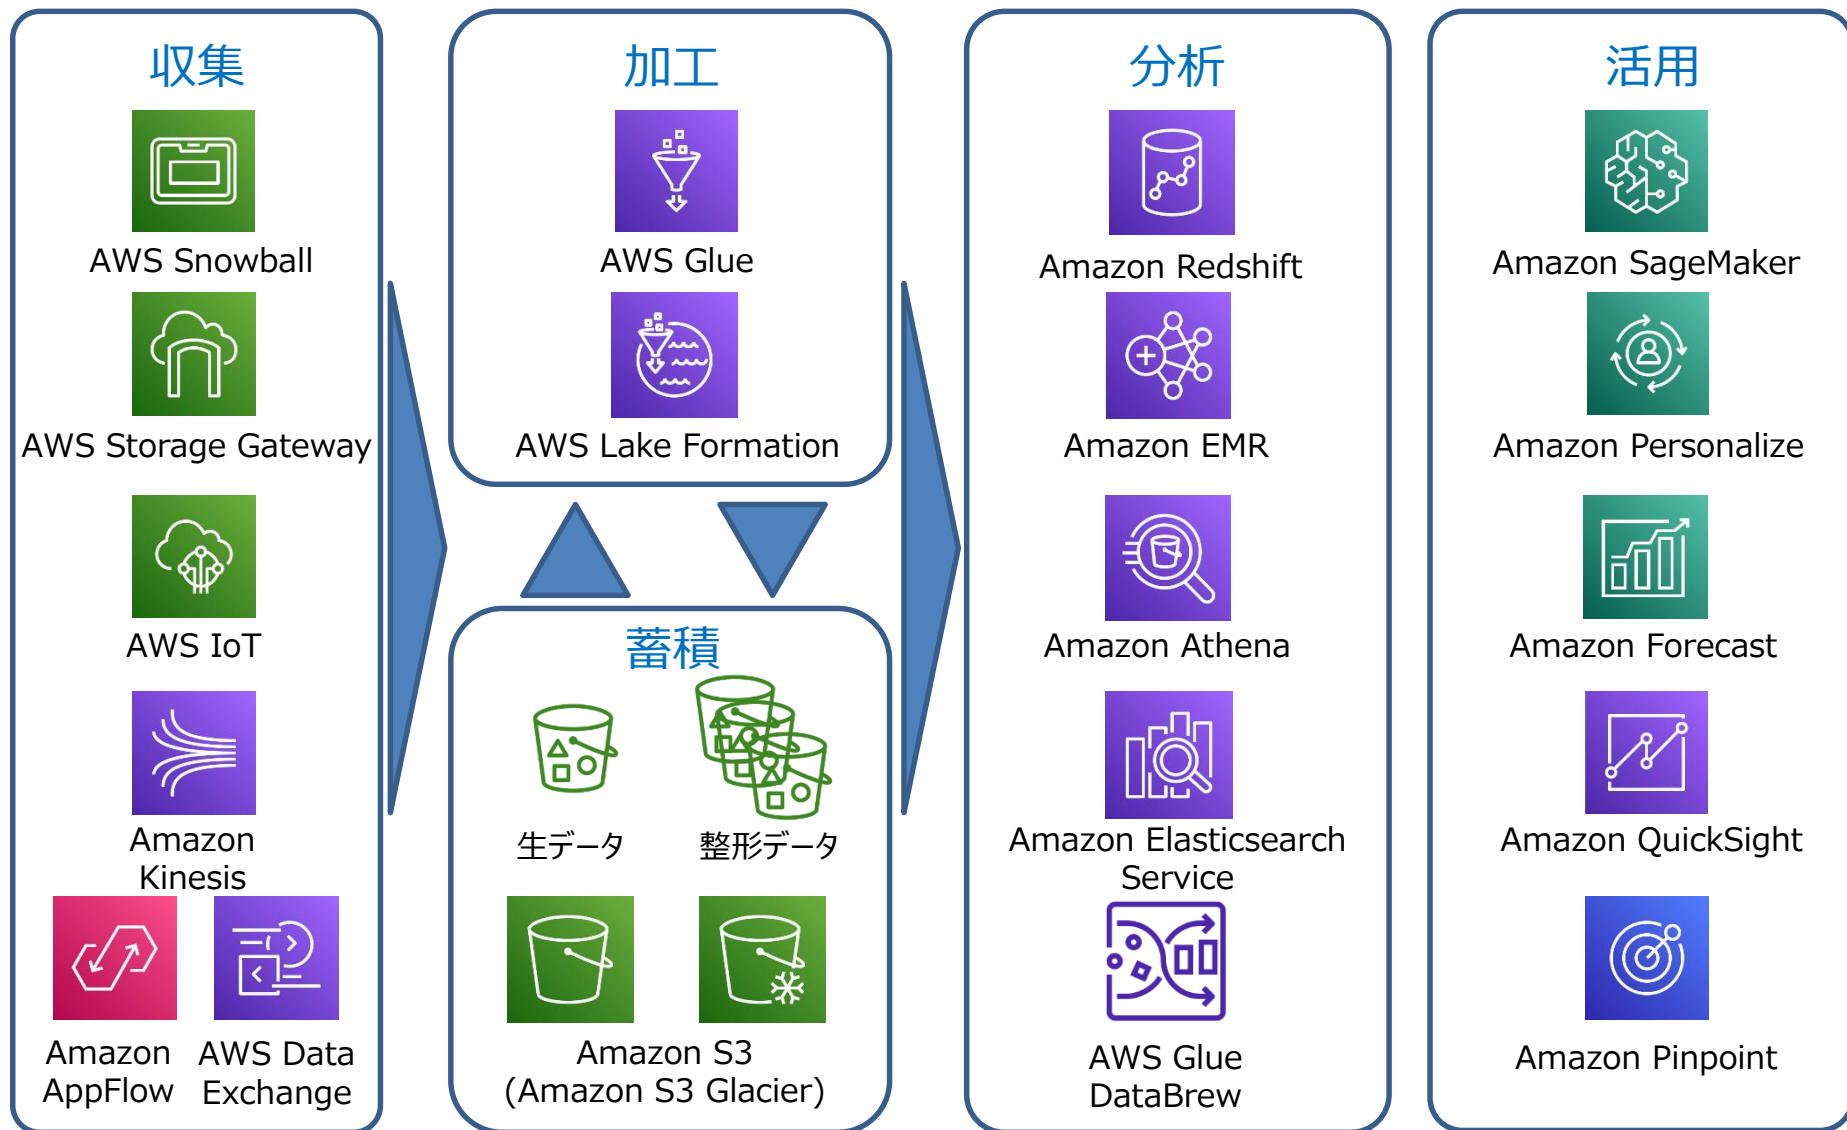 収集
AWS Snowball
AWS Storage Gateway
AWS IoT
Amazon
Kinesis
Amazon
AppFlow
AWS Data
Exchange
加工
AWS Glue
AWS Lake Formation
蓄積
生データ
整形データ
Amazon S3
(Amazon S3 Glacier)
分析
Amazon Redshift
Amazon EMR
Amazon Athena
Amazon Elasticsearch
Service
AWS Glue
DataBrew
活用
Amazon SageMaker
Amazon Personalize
Amazon Forecast
Amazon QuickSight
Amazon Pinpoint